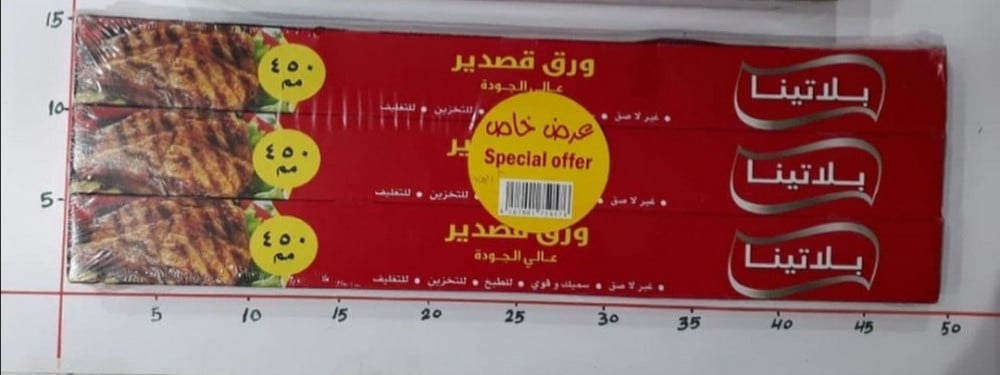 15
10
5
٤٥٠
مم
ورق قصدير
عالي الجودة
غير لاصق
للتخزين • للتغليف
بلاتينا
عرض خاص
Special offer
٤٥٠
مم
غير لاصق
للتخزين • للتغليف
بلاتينا
٤٥٠
مم
ورق قصدير
عالي الجودة
• غير لاصق • سميك و قوي • للطبخ • للتخزين • للتغليف
بلاتينا
5 10 15 20 25 30 35 40 45 50